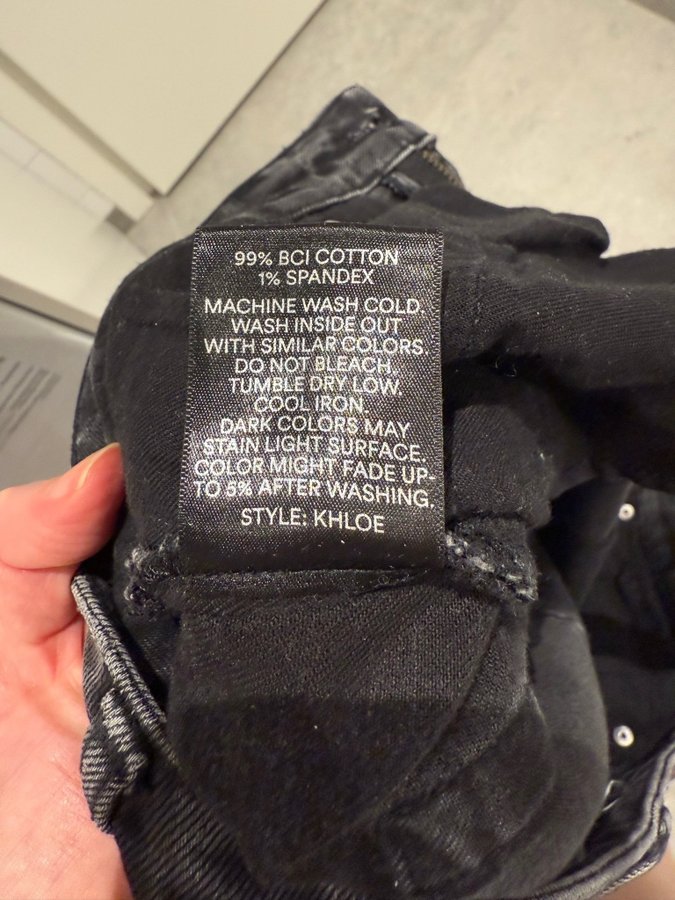 99% BCI COTTON
1% SPANDEX
MACHINE WASH COLD.
WASH INSIDE OUT
WITH SIMILAR COLORS.
DO NOT BLEACH.
TUMBLE DRY LOW.
COOL IRON.
DARK COLORS MAY
STAIN LIGHT SURFACE.
COLOR MIGHT FADE UP-
TO 5% AFTER WASHING.
STYLE: KHLOE